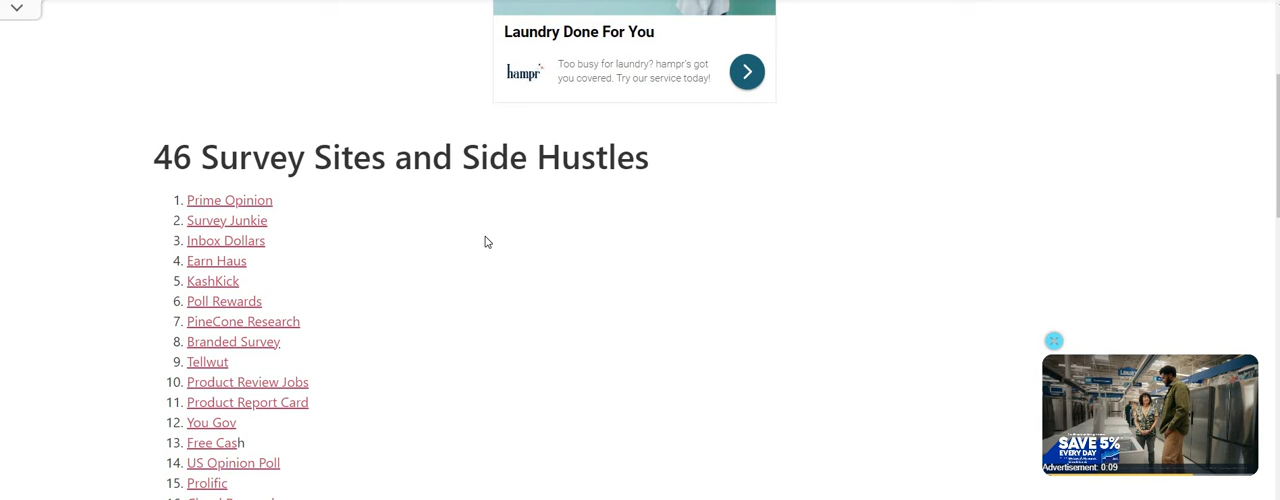 Laundry Done For You
hampr
Too busy for laundry? hampr's got
you covered. Try our service today!
46 Survey Sites and Side Hustles
1. Prime Opinion
2. Survey Junkie
3. Inbox Dollars
4. Earn Haus
5. KashKick
6. Poll Rewards
7. PineCone Research
8. Branded Survey
9. Tellwut
10. Product Review Jobs
11. Product Report Card
12. You Gov
13. Free Cash
14. US Opinion Poll
15. Prolific
SAVE 5%
EVERY DAY
Advertisement: 0:09